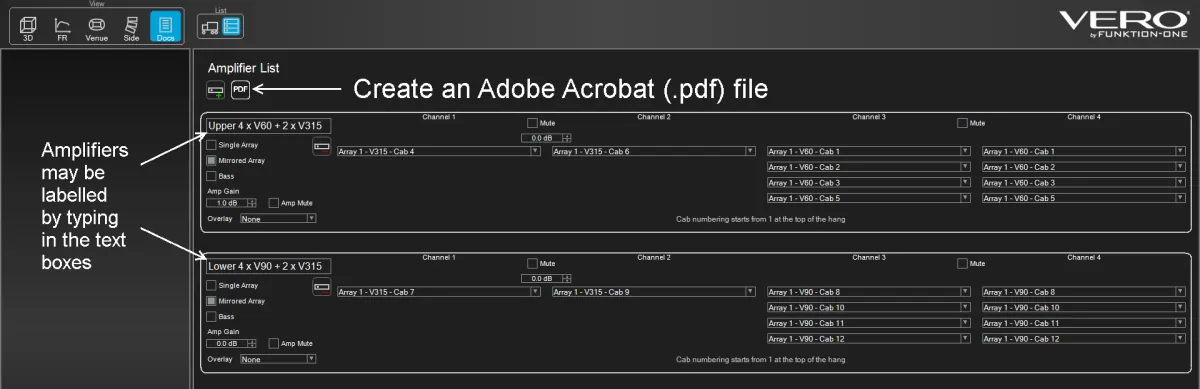 View
List
3D FR Venue Side Docs
VERO
by FUNKTION-ONE
Amplifier List
PDF
Create an Adobe Acrobat (.pdf) file
Amplifiers
may be
labelled
by typing
in the text
boxes
Upper 4 x V60 + 2 x V315
Channel 1 Mute Channel 2 Channel 3 Mute Channel 4
0.0 dB
Single Array
Array 1 - V315 - Cab 4 Array 1 - V315 - Cab 6 Array 1 - V60 - Cab 1 Array 1 - V60 - Cab 1
Mirrored Array
Array 1 - V60 - Cab 2 Array 1 - V60 - Cab 2
Bass
Array 1 - V60 - Cab 3 Array 1 - V60 - Cab 3
Amp Gain
Array 1 - V60 - Cab 5 Array 1 - V60 - Cab 5
1.0 dB Amp Mute
Overlay None
Cab numbering starts from 1 at the top of the hang
Lower 4 x V90 + 2 x V315
Channel 1 Mute Channel 2 Channel 3 Mute Channel 4
0.0 dB
Single Array
Array 1 - V315 - Cab 7 Array 1 - V315 - Cab 9 Array 1 - V90 - Cab 8 Array 1 - V90 - Cab 8
Mirrored Array
Array 1 - V90 - Cab 10 Array 1 - V90 - Cab 10
Bass
Array 1 - V90 - Cab 11 Array 1 - V90 - Cab 11
Amp Gain
Array 1 - V90 - Cab 12 Array 1 - V90 - Cab 12
0.0 dB Amp Mute
Overlay None
Cab numbering starts from 1 at the top of the hang